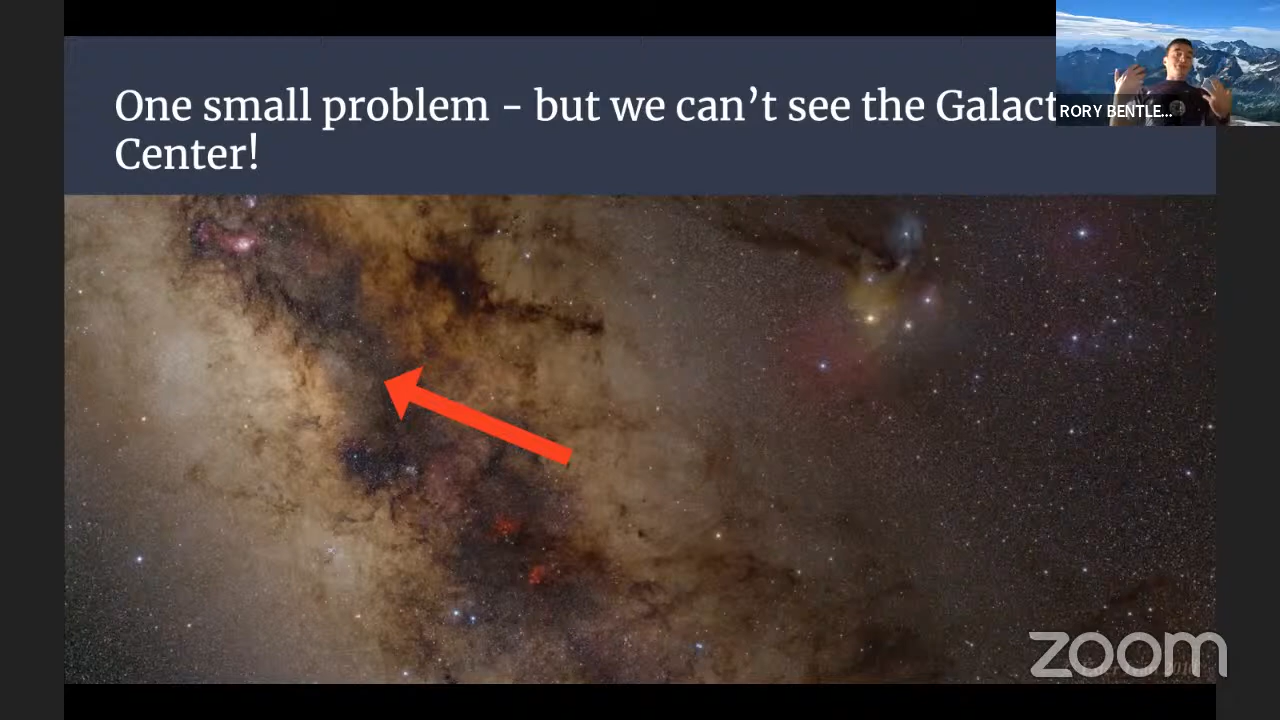 One small problem - but we can't see the Galact
Center!
RORY BENTLE...
zoom